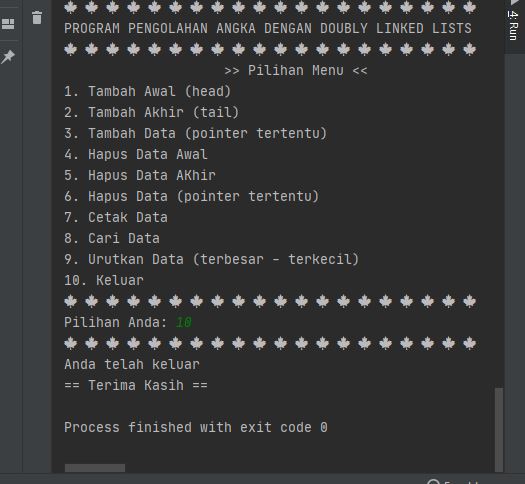 4: Run
PROGRAM PENGOLAHAN ANGKA DENGAN DOUBLY LINKED LISTS
>> Pilihan Menu <<
1. Tambah Awal (head)
2. Tambah Akhir (tail)
3. Tambah Data (pointer tertentu)
4. Hapus Data Awal
5. Hapus Data AKhir
6. Hapus Data (pointer tertentu)
7. Cetak Data
8. Cari Data
9. Urutkan Data (terbesar - terkecil)
10. Keluar
Pilihan Anda: 10
Anda telah keluar
== Terima Kasih ==
Process finished with exit code 0